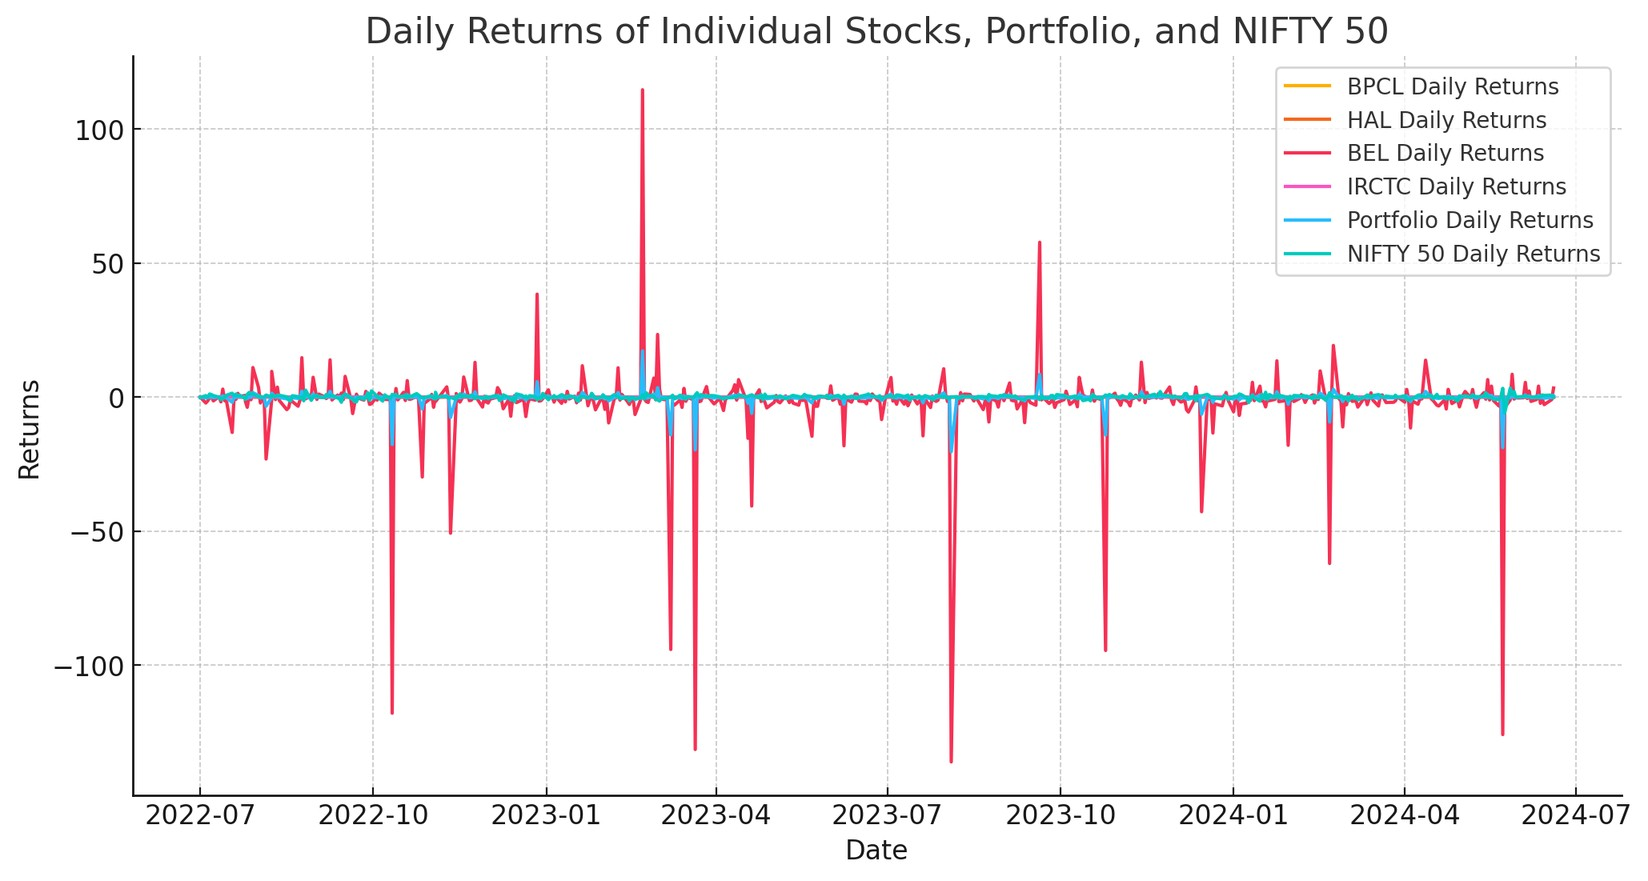 Daily Returns of Individual Stocks, Portfolio, and NIFTY 50
BPCL Daily Returns
HAL Daily Returns
BEL Daily Returns
IRCTC Daily Returns
Portfolio Daily Returns
NIFTY 50 Daily Returns
Returns
100
50
0
−50
−100
2022-07 2022-10 2023-01 2023-04 2023-07 2023-10 2024-01 2024-04 2024-07
Date